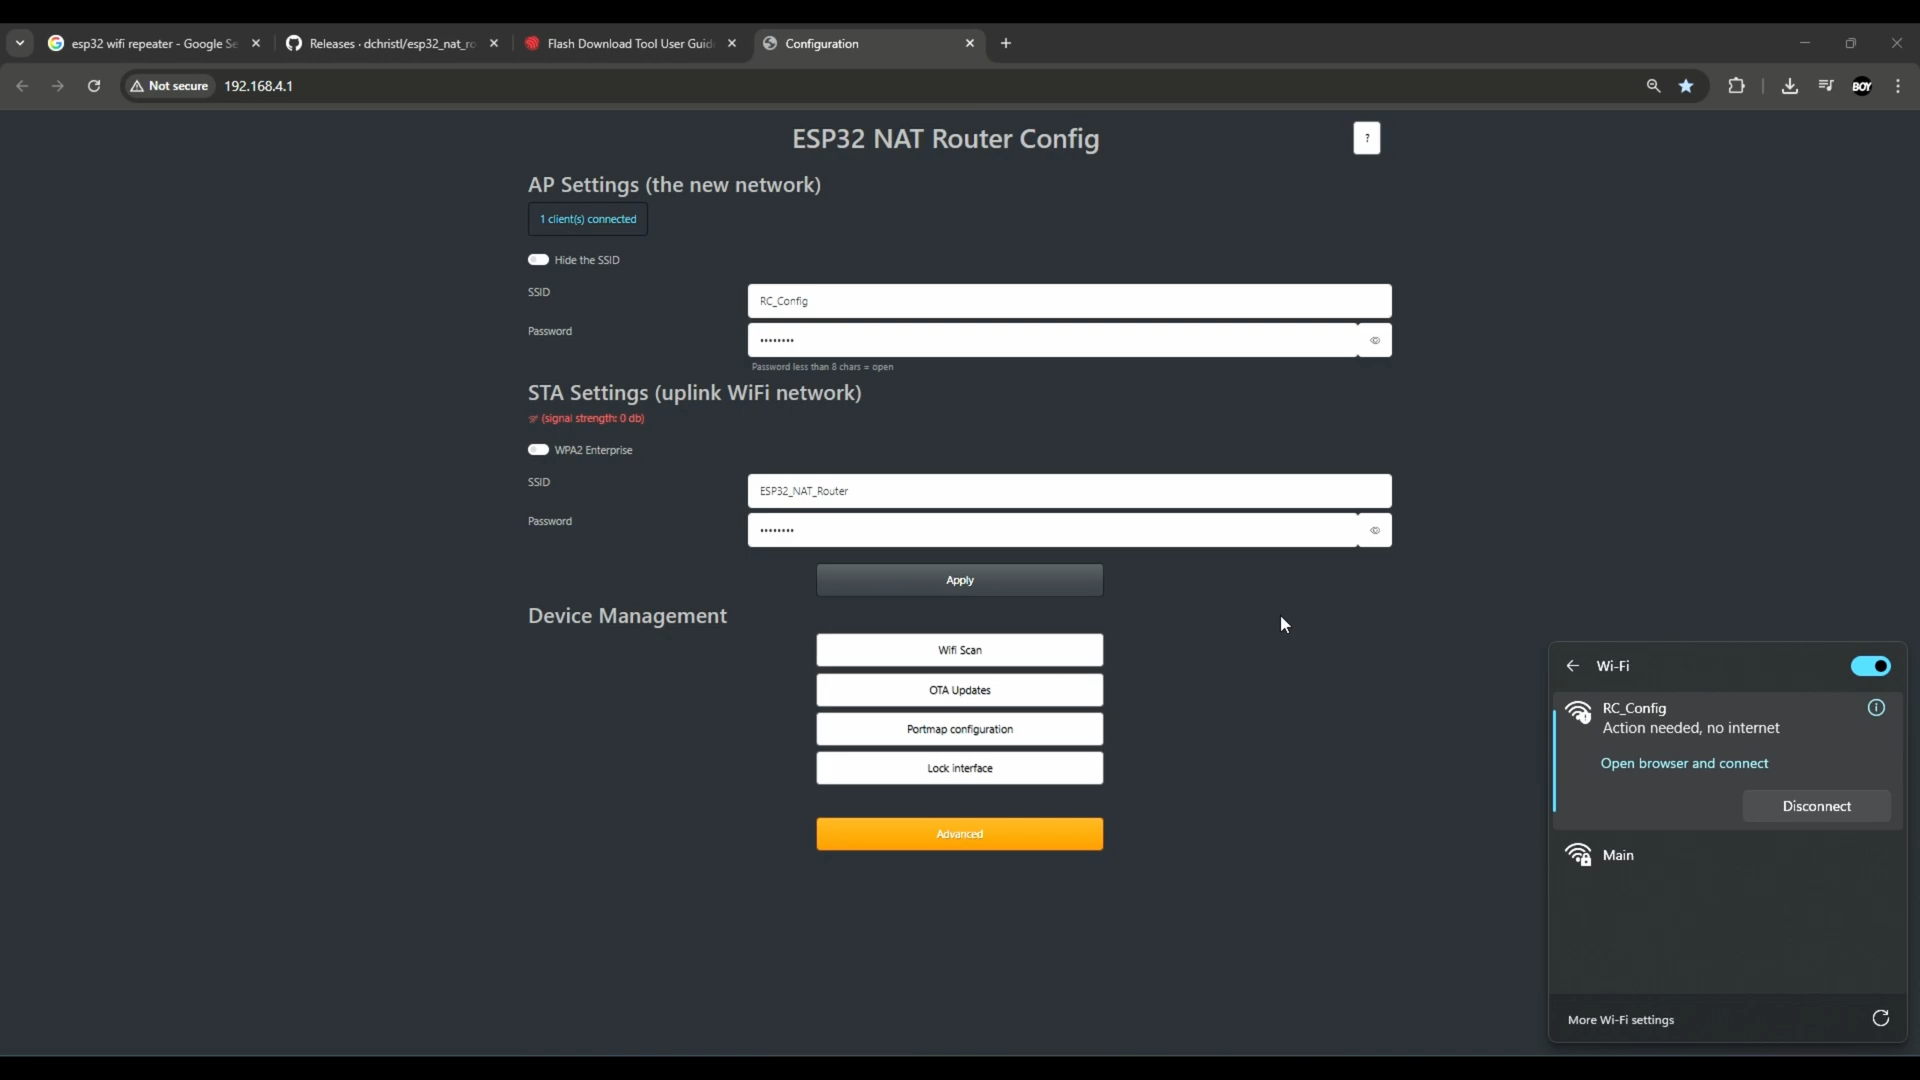 esp32 wifi repeater - Google Se
Releases · dchristl/esp32_nat_ro
Flash Download Tool User Guid
Configuration
Not secure
192.168.4.1
BOY
ESP32 NAT Router Config
?
AP Settings (the new network)
1 client(s) connected
Hide the SSID
SSID
RC_Config
Password
••••••••
Password less than 8 chars = open
STA Settings (uplink WiFi network)
(signal strength: 0 db)
WPA2 Enterprise
SSID
ESP32_NAT_Router
Password
••••••••
Apply
Device Management
Wifi Scan
OTA Updates
Portmap configuration
Lock interface
Advanced
Wi-Fi
RC_Config
Action needed, no internet
Open browser and connect
Disconnect
Main
More Wi-Fi settings